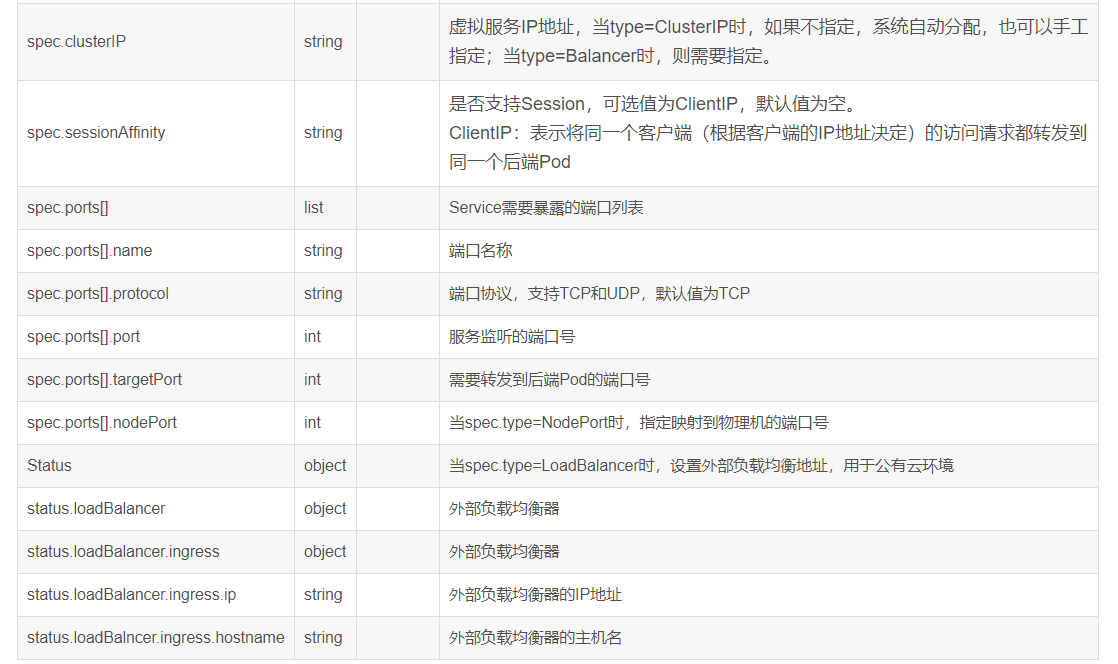 spec.clusterIP string 虚拟服务IP地址，当type=ClusterIP时，如果不指定，系统自动分配，也可以手工
指定；当type=Balancer时，则需要指定。
spec.sessionAffinity string 是否支持Session，可选值为ClientIP，默认值为空。
ClientIP：表示将同一个客户端（根据客户端的IP地址决定）的访问请求都转发到
同一个后端Pod
spec.ports[] list Service需要暴露的端口列表
spec.ports[].name string 端口名称
spec.ports[].protocol string 端口协议，支持TCP和UDP，默认值为TCP
spec.ports[].port int 服务监听的端口号
spec.ports[].targetPort int 需要转发到后端Pod的端口号
spec.ports[].nodePort int 当spec.type=NodePort时，指定映射到物理机的端口号
Status object 当spec.type=LoadBalancer时，设置外部负载均衡地址，用于公有云环境
status.loadBalancer object 外部负载均衡器
status.loadBalancer.ingress object 外部负载均衡器
status.loadBalancer.ingress.ip string 外部负载均衡器的IP地址
status.loadBalncer.ingress.hostname string 外部负载均衡器的主机名